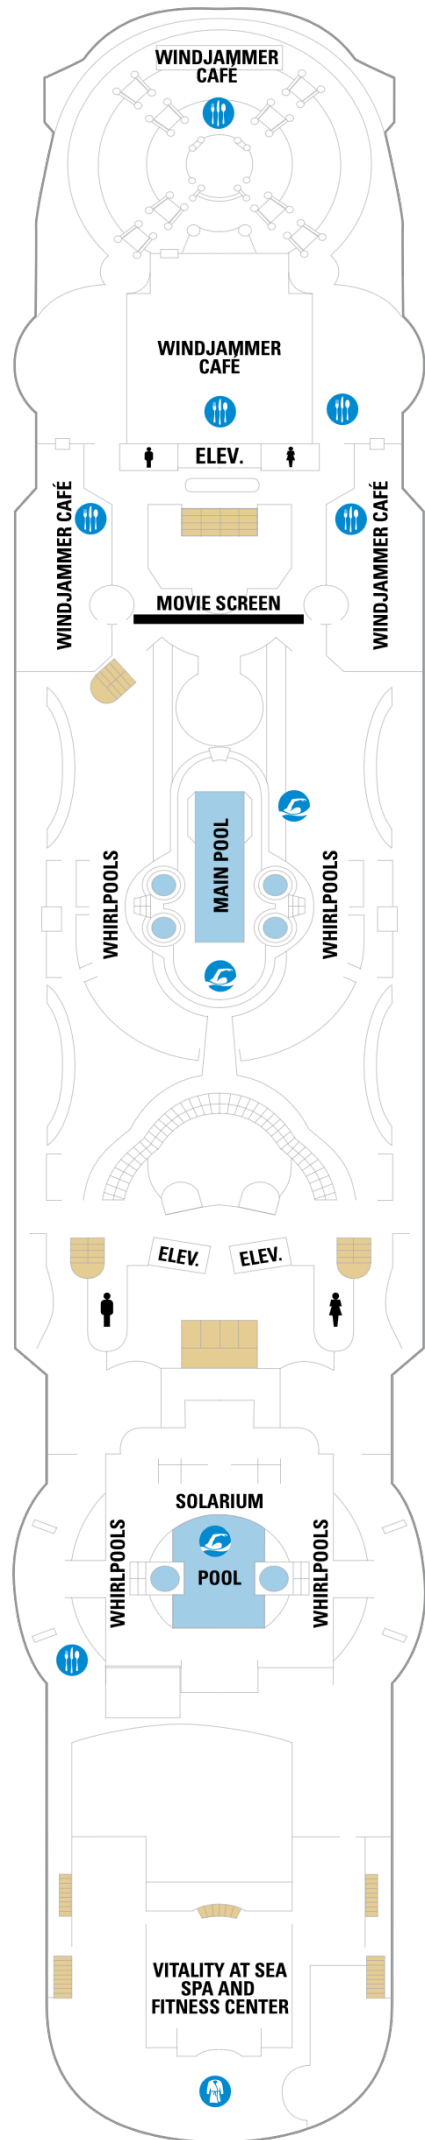 WINDJAMMER
CAFÉ
WINDJAMMER
CAFÉ
ELEV.
WINDJAMMER CAFÉ
WINDJAMMER CAFÉ
MOVIE SCREEN
WHIRLPOOLS
MAIN POOL
WHIRLPOOLS
ELEV.
ELEV.
SOLARIUM
WHIRLPOOLS
POOL
WHIRLPOOLS
VITALITY AT SEA
SPA AND
FITNESS CENTER